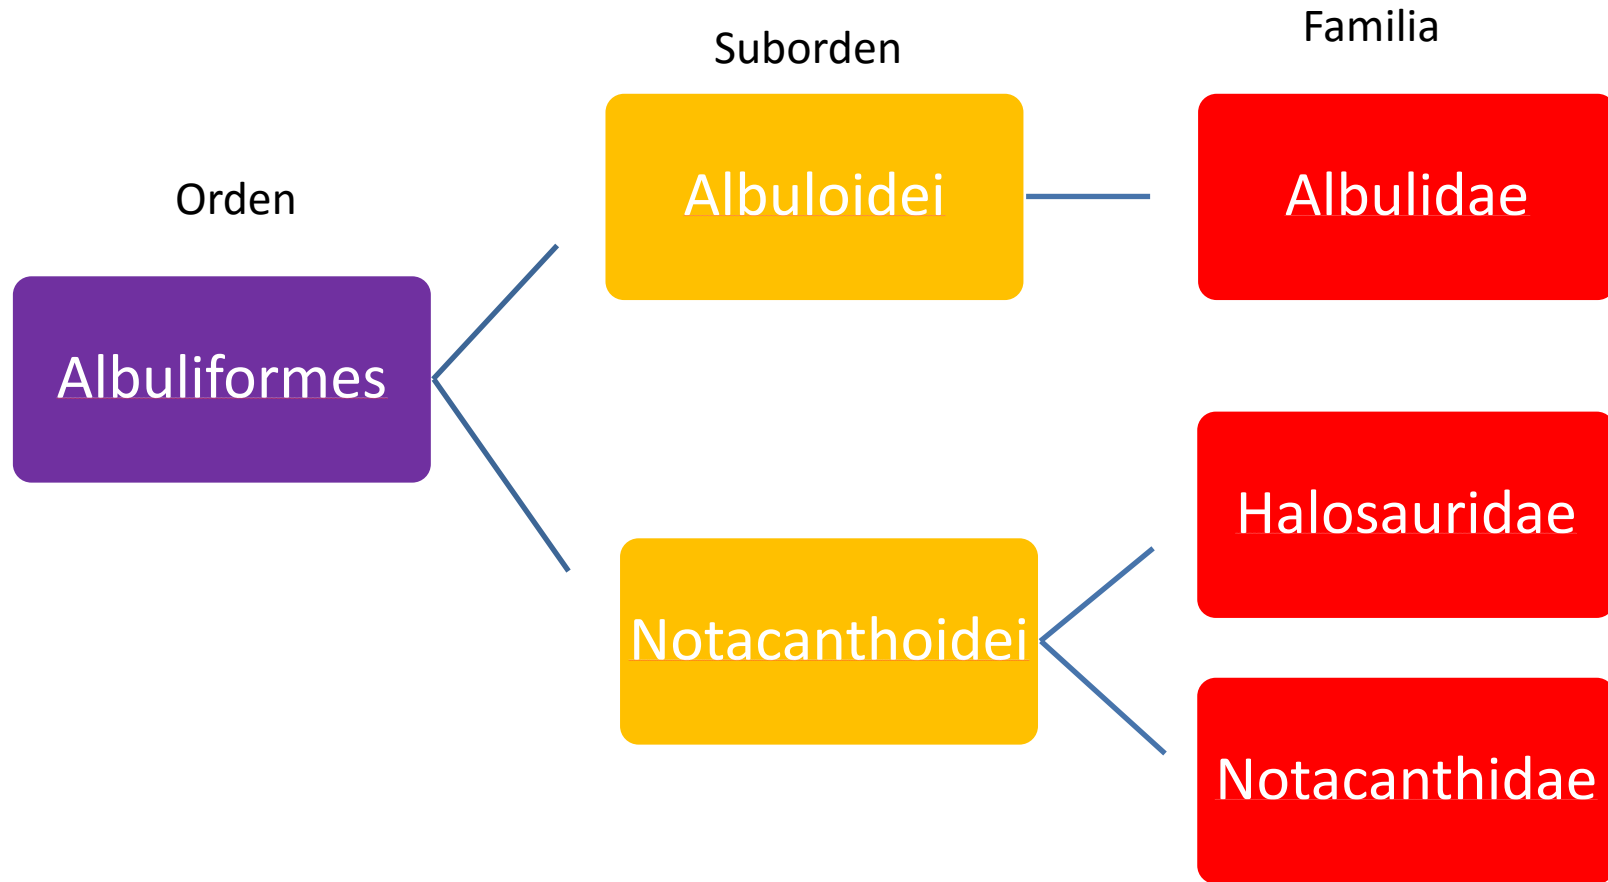 Orden
Suborden
Familia
Albuliformes
Albuloidei
Albulidae
Notacanthoidei
Halosauridae
Notacanthidae